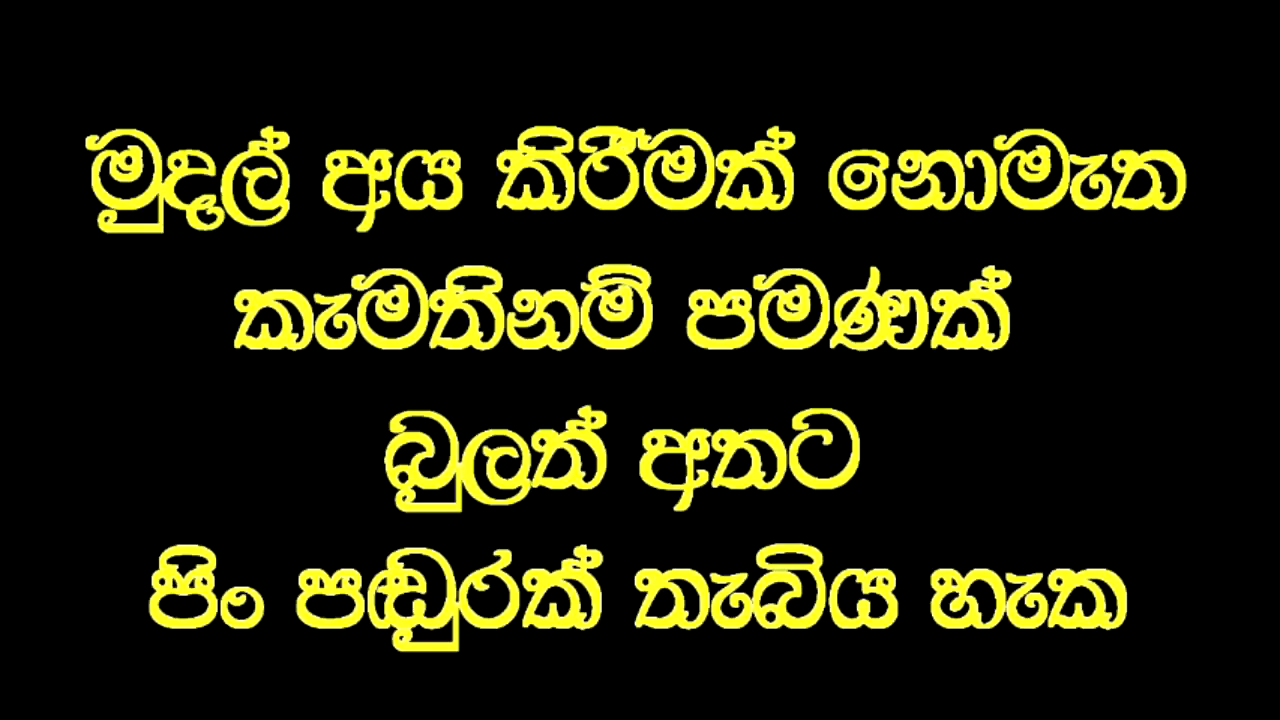 මුදල් අය කිරීමක් නොමැත
කැමතිනම් පමණක්
බුලත් අතට
පිං පඬුරක් තැබිය හැක